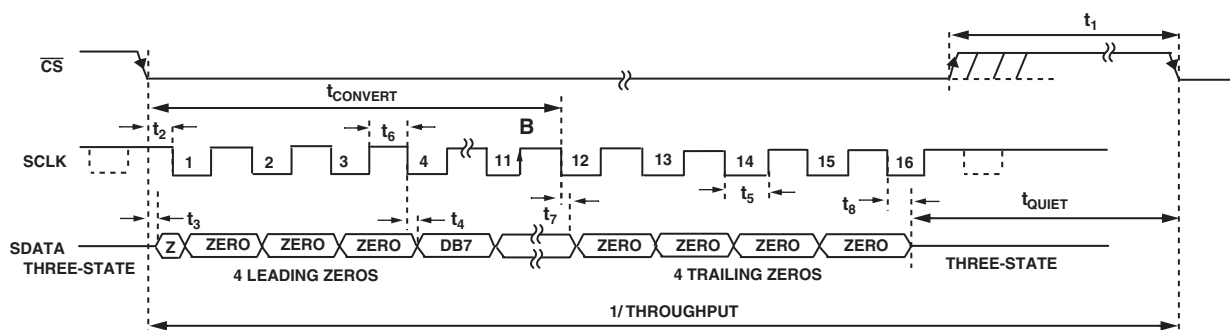 t1
CS
tCONVERT
t2 t6 B
SCLK 1 2 3 4 11 12 13 14 15 16
t5 t8 tQUIET
t3 t4 t7
SDATA Z ZERO ZERO ZERO DB7 ZERO ZERO ZERO ZERO
THREE-STATE 4 LEADING ZEROS 4 TRAILING ZEROS THREE-STATE
1/ THROUGHPUT